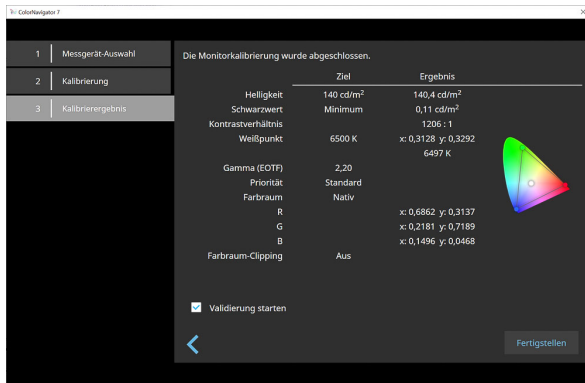 ColorNavigator 7
1 Messgerät-Auswahl
2 Kalibrierung
3 Kalibrierergebnis
Die Monitorkalibrierung wurde abgeschlossen.
Ziel Ergebnis
Helligkeit 140 cd/m² 140,4 cd/m²
Schwarzwert Minimum 0,11 cd/m²
Kontrastverhältnis 1206 : 1
Weißpunkt 6500 K x: 0,3128 y: 0,3292
6497 K
Gamma (EOTF) 2,20
Priorität Standard
Farbraum Nativ
R x: 0,6862 y: 0,3137
G x: 0,2181 y: 0,7189
B x: 0,1496 y: 0,0468
Farbraum-Clipping Aus
Validierung starten
Fertigstellen